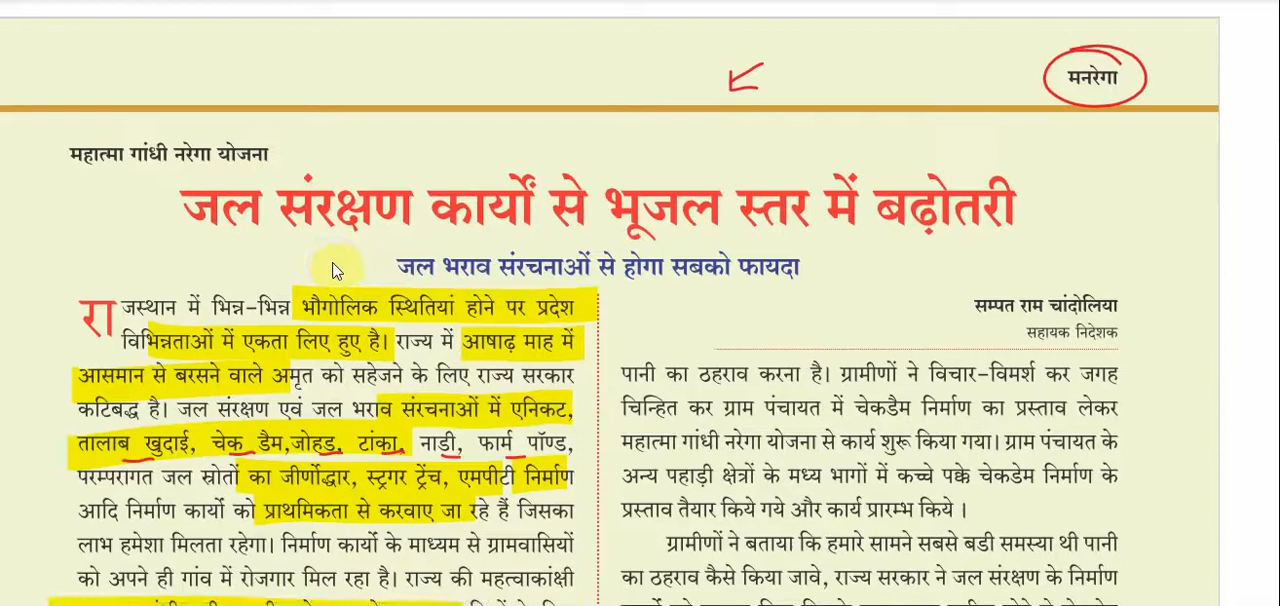 मनरेगा
महात्मा गांधी नरेगा योजना
जल संरक्षण कार्यों से भूजल स्तर में बढ़ोतरी
जल भराव संरचनाओं से होगा सबको फायदा
राजस्थान में भिन्न-भिन्न भौगोलिक स्थितियां होने पर प्रदेश
विभिन्नताओं में एकता लिए हुए है। राज्य में आषाढ़ माह में
आसमान से बरसने वाले अमृत को सहेजने के लिए राज्य सरकार
कटिबद्ध है। जल संरक्षण एवं जल भराव संरचनाओं में एनिकट,
तालाब खुदाई, चेक डैम,जोहड, टांका, नाडी, फार्म पॉण्ड,
परम्परागत जल स्रोतों का जीर्णोद्धार, स्ट्रगर ट्रेंच, एमपीटी निर्माण
आदि निर्माण कार्यो को प्राथमिकता से करवाए जा रहे हैं जिसका
लाभ हमेशा मिलता रहेगा। निर्माण कार्यो के माध्यम से ग्रामवासियों
को अपने ही गांव में रोजगार मिल रहा है। राज्य की महत्वाकांक्षी
सम्पत राम चांदोलिया
सहायक निदेशक
पानी का ठहराव करना है। ग्रामीणों ने विचार-विमर्श कर जगह
चिन्हित कर ग्राम पंचायत में चेकडैम निर्माण का प्रस्ताव लेकर
महात्मा गांधी नरेगा योजना से कार्य शुरू किया गया। ग्राम पंचायत के
अन्य पहाड़ी क्षेत्रों के मध्य भागों में कच्चे पक्के चेकडेम निर्माण के
प्रस्ताव तैयार किये गये और कार्य प्रारम्भ किये ।
ग्रामीणों ने बताया कि हमारे सामने सबसे बडी समस्या थी पानी
का ठहराव कैसे किया जावे, राज्य सरकार ने जल संरक्षण के निर्माण